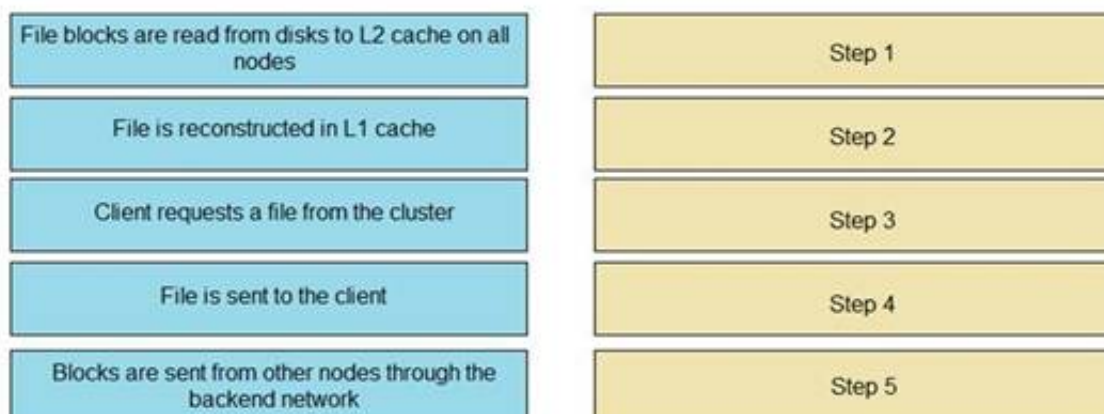 File blocks are read from disks to L2 cache on all
nodes
Step 1
File is reconstructed in L1 cache
Step 2
Client requests a file from the cluster
Step 3
File is sent to the client
Step 4
Blocks are sent from other nodes through the
backend network
Step 5